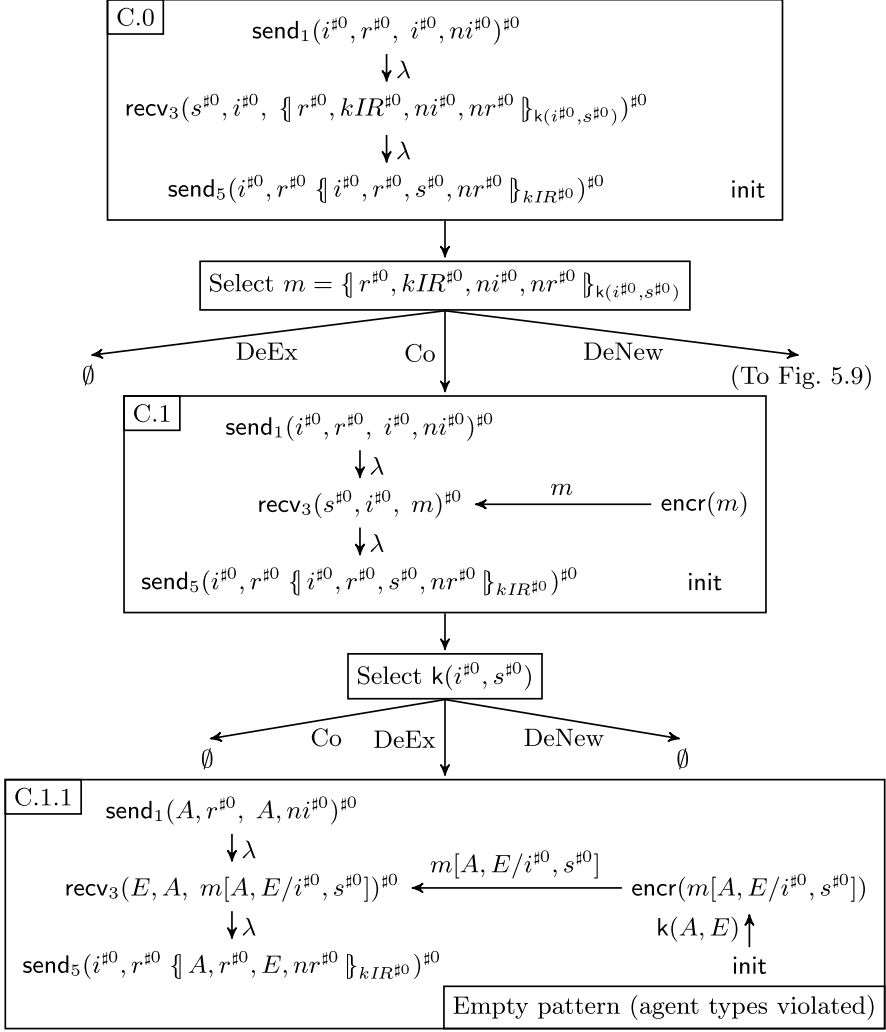 C.0
send₁(i♯⁰, r♯⁰, i♯⁰, ni♯⁰)♯⁰
λ
recv₃(s♯⁰, i♯⁰, {| r♯⁰, kIR♯⁰, ni♯⁰, nr♯⁰ |}k(i♯⁰,s♯⁰))♯⁰
λ
send₅(i♯⁰, r♯⁰ {| i♯⁰, r♯⁰, s♯⁰, nr♯⁰ |}kIR♯⁰)♯⁰ init
Select m = {| r♯⁰, kIR♯⁰, ni♯⁰, nr♯⁰ |}k(i♯⁰,s♯⁰)
DeEx Co DeNew
∅ (To Fig. 5.9)
C.1
send₁(i♯⁰, r♯⁰, i♯⁰, ni♯⁰)♯⁰
λ
recv₃(s♯⁰, i♯⁰, m)♯⁰ m encr(m)
λ
send₅(i♯⁰, r♯⁰ {| i♯⁰, r♯⁰, s♯⁰, nr♯⁰ |}kIR♯⁰)♯⁰ init
Select k(i♯⁰, s♯⁰)
Co DeEx DeNew
∅ ∅
C.1.1
send₁(A, r♯⁰, A, ni♯⁰)♯⁰
λ
recv₃(E, A, m[A, E/i♯⁰, s♯⁰])♯⁰ m[A, E/i♯⁰, s♯⁰] encr(m[A, E/i♯⁰, s♯⁰])
λ k(A, E)
send₅(i♯⁰, r♯⁰ {| A, r♯⁰, E, nr♯⁰ |}kIR♯⁰)♯⁰ init
Empty pattern (agent types violated)